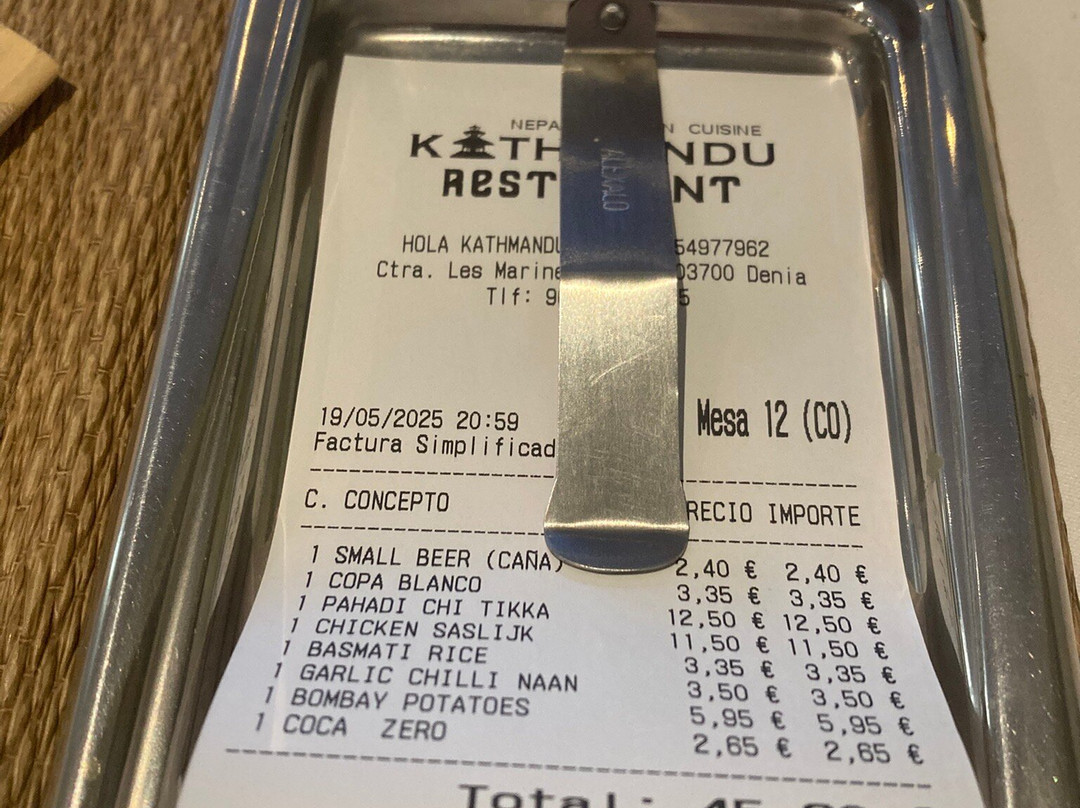 NEPA N CUISINE
KATH NDU
REST NT
ALEXALO
HOLA KATHMANDU 54977962
Ctra. Les Marine 03700 Denia
Tlf: 9 5
19/05/2025 20:59 Mesa 12 (CO)
Factura Simplificad
C. CONCEPTO RECIO IMPORTE
1 SMALL BEER (CAÑA) 2,40 € 2,40 €
1 COPA BLANCO 3,35 € 3,35 €
1 PAHADI CHI TIKKA 12,50 € 12,50 €
1 CHICKEN SASLIJK 11,50 € 11,50 €
1 BASMATI RICE 3,35 € 3,35 €
1 GARLIC CHILLI NAAN 3,50 € 3,50 €
1 BOMBAY POTATOES 5,95 € 5,95 €
1 COCA ZERO 2,65 € 2,65 €
Total: